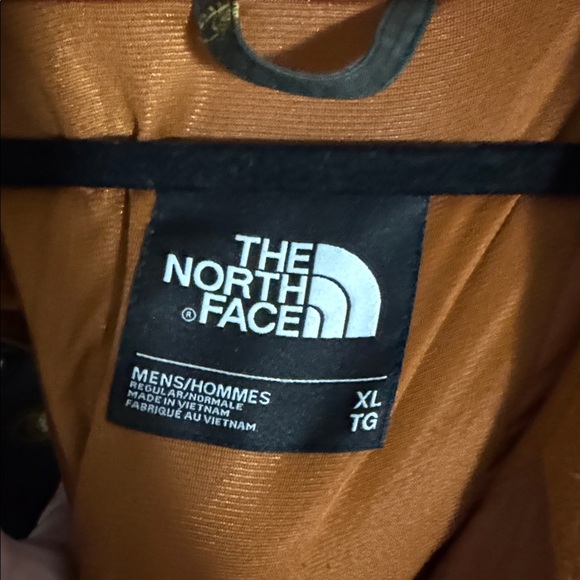 THE
NORTH
® FACE
MENS/HOMMES
REGULAR/NORMALE
MADE IN VIETNAM
FABRIQUÉ AU VIETNAM
XL
TG